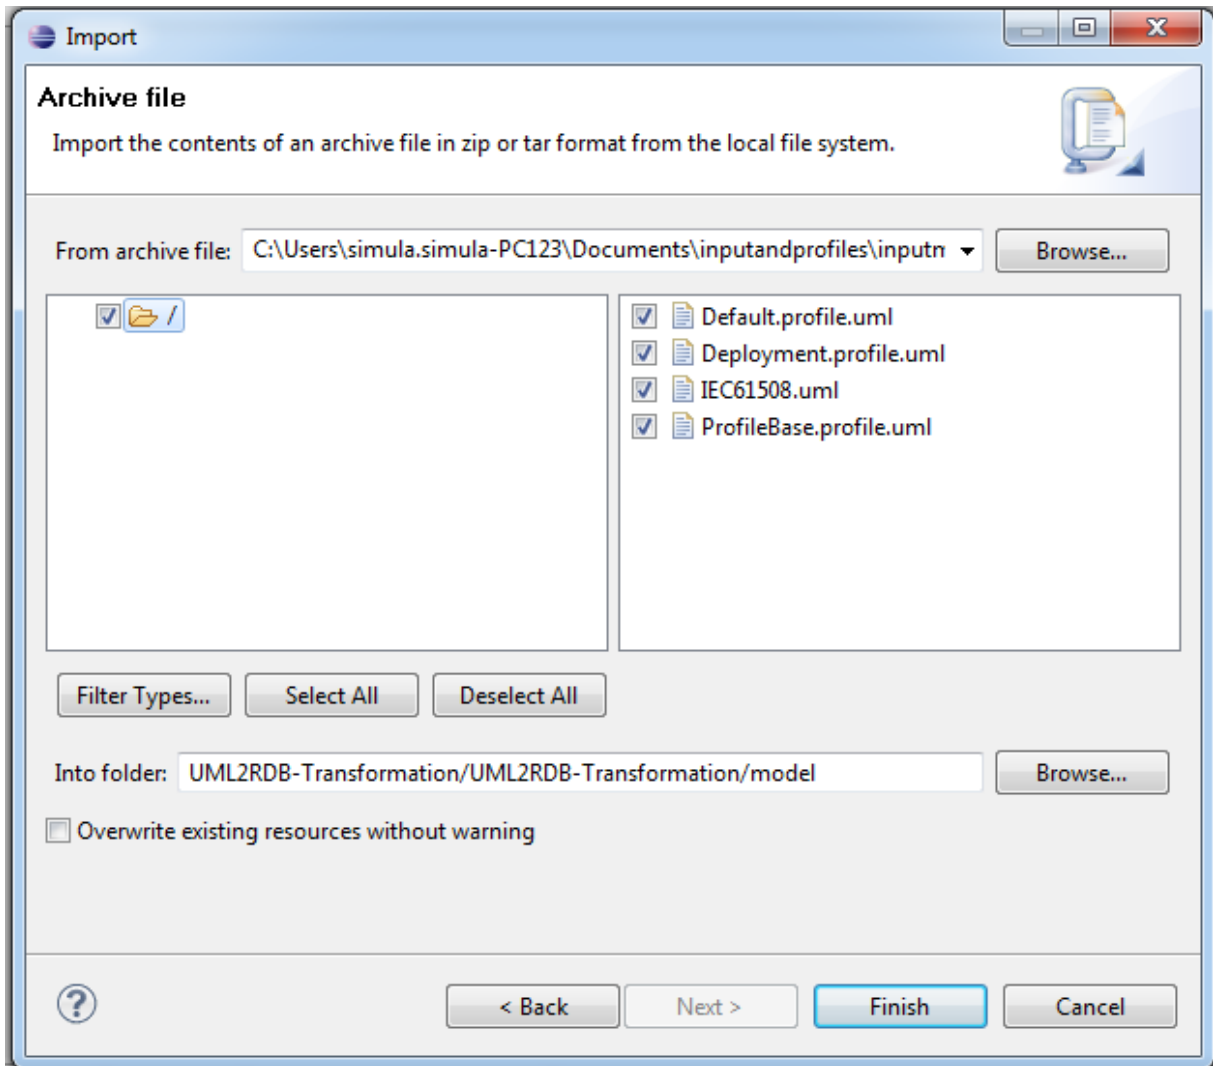 Import
Archive file
Import the contents of an archive file in zip or tar format from the local file system.
From archive file: C:\Users\simula.simula-PC123\Documents\inputandprofiles\inputm Browse...
/
Default.profile.uml
Deployment.profile.uml
IEC61508.uml
ProfileBase.profile.uml
Filter Types... Select All Deselect All
Into folder: UML2RDB-Transformation/UML2RDB-Transformation/model Browse...
Overwrite existing resources without warning
? < Back Next > Finish Cancel